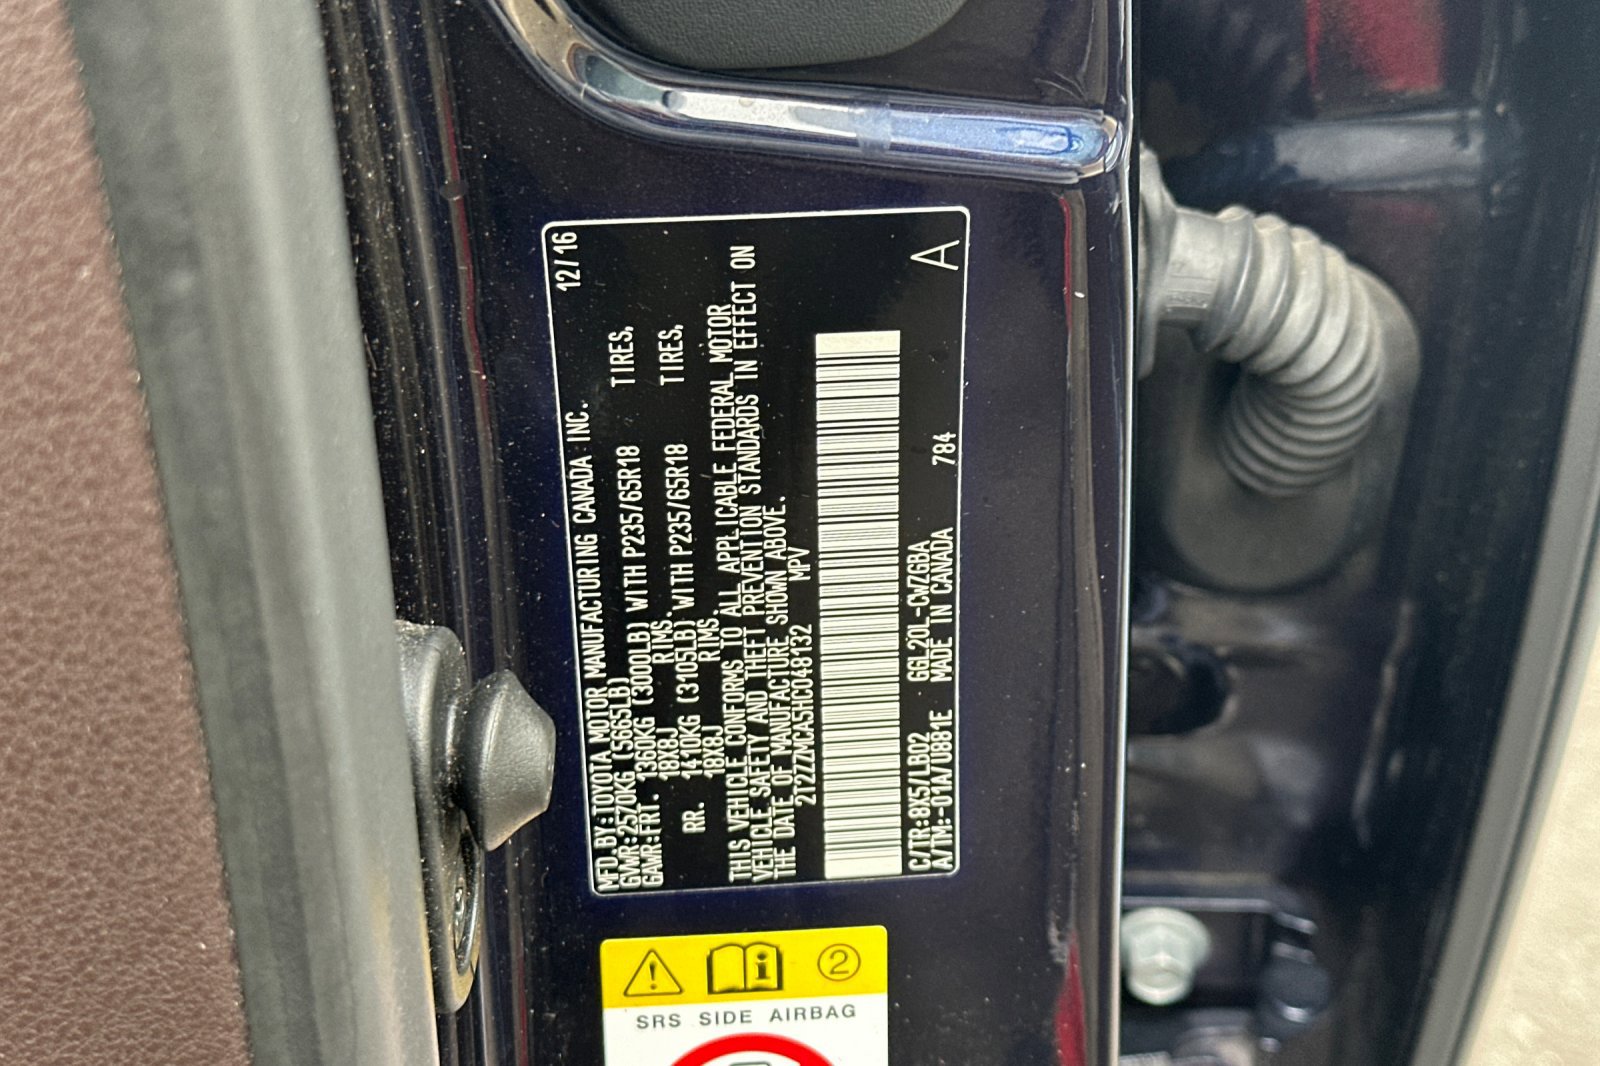 MFD.BY:TOYOTA MOTOR MANUFACTURING CANADA INC. 12/16
GVWR:2570KG (5665LB)
GAWR:FRT. 1360KG (3000LB) WITH P235/65R18 TIRES,
18X8J RIMS.
RR. 1410KG (3105LB) WITH P235/65R18 TIRES,
18X8J RIMS.
THIS VEHICLE CONFORMS TO ALL APPLICABLE FEDERAL MOTOR
VEHICLE SAFETY AND THEFT PREVENTION STANDARDS IN EFFECT ON
THE DATE OF MANUFACTURE SHOWN ABOVE.
2T2ZZMCA5HC048132 MPV
C/TR:8X5/LB02 GGL20L-CWZGBA 784 A
A/TM:-01A/U881E MADE IN CANADA
2
SRS SIDE AIRBAG